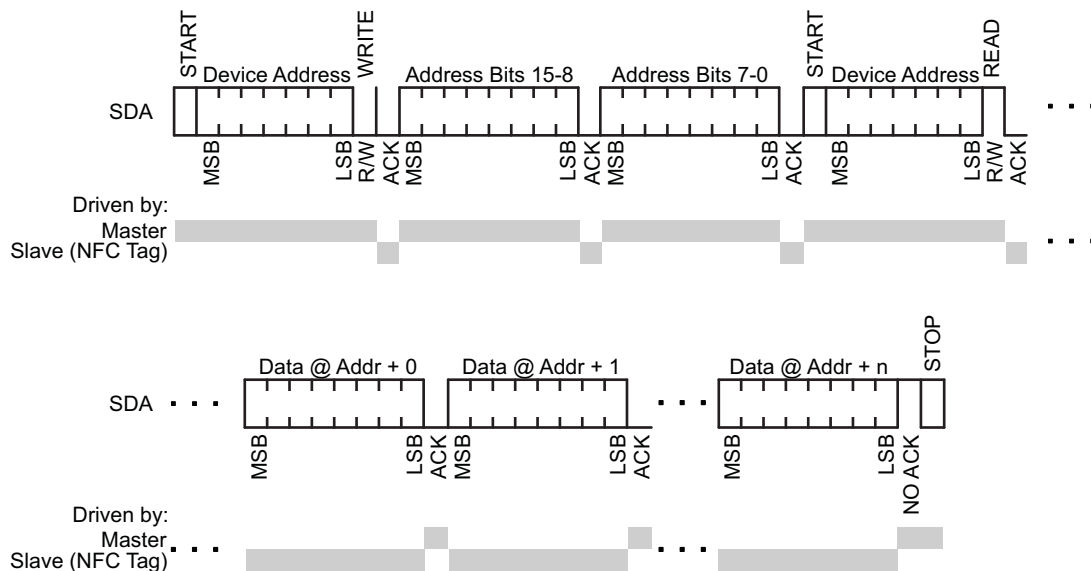 START
WRITE
START
READ
Device Address
Address Bits 15-8
Address Bits 7-0
Device Address
SDA
. . .
MSB
LSB
R/W
ACK
MSB
LSB
ACK
MSB
LSB
ACK
MSB
LSB
R/W
ACK
Driven by:
Master
Slave (NFC Tag)
. . .
STOP
Data @ Addr + 0
Data @ Addr + 1
Data @ Addr + n
SDA . . .
. . .
MSB
LSB
ACK
MSB
LSB
ACK
MSB
LSB
NO ACK
Driven by:
Master
Slave (NFC Tag)
. . .
. . .